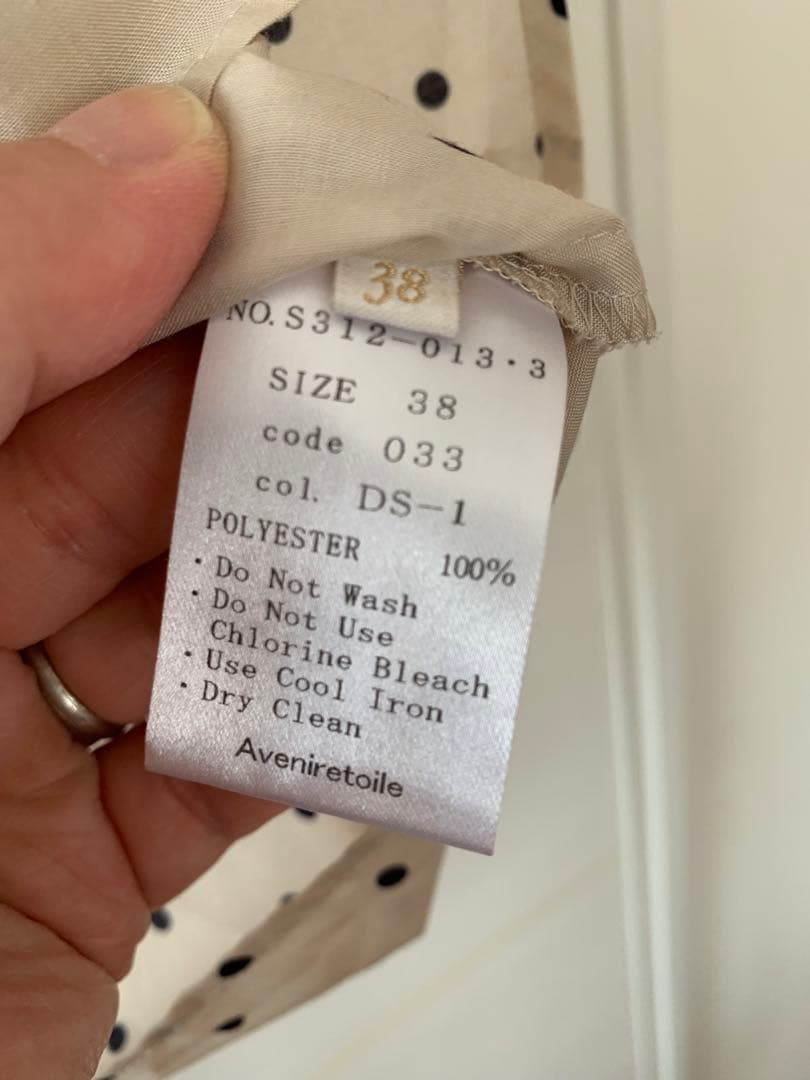 38
NO. S312-013・3
SIZE 38
code 033
col. DS-1
POLYESTER 100%
・Do Not Wash
・Do Not Use
Chlorine Bleach
・Use Cool Iron
・Dry Clean
Aveniretoile